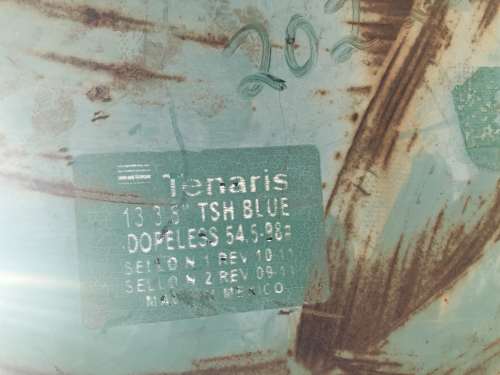 Tenaris
13 3/8" TSH BLUE
DOPELESS 54.5-98#
SELLO N 1 REV 10-11
SELLO N 2 REV 09-11
MADE IN MEXICO